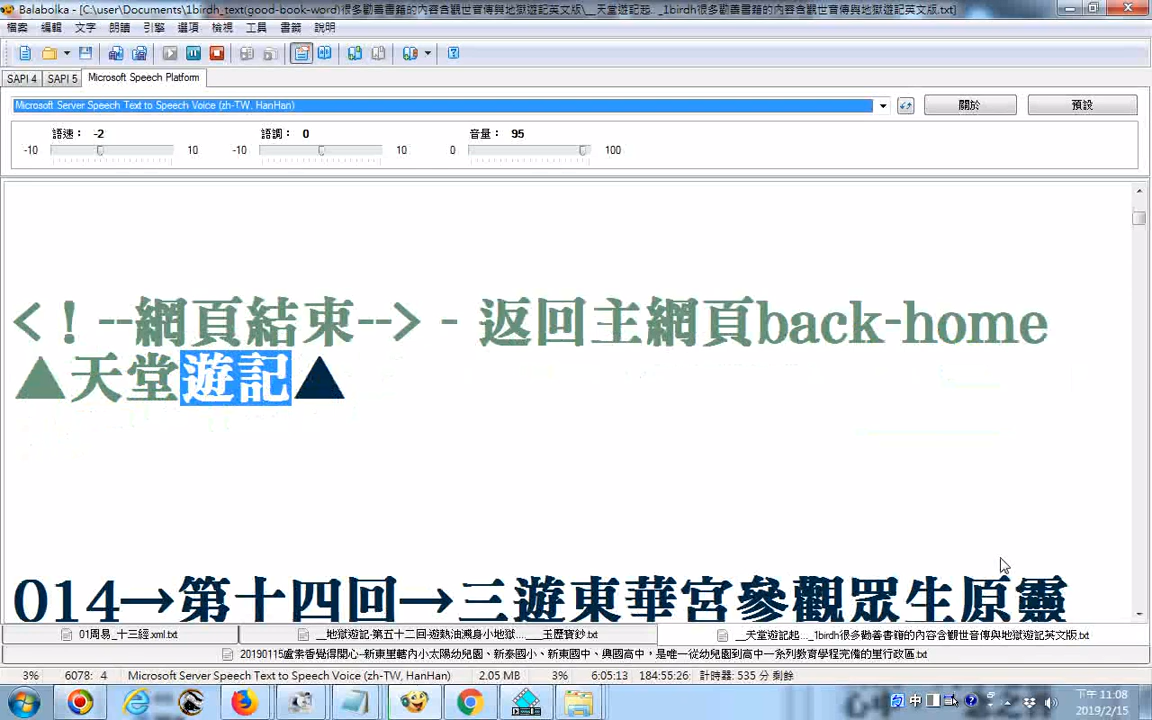 Balabolka - [C:\user\Documents\1birdh_text(good-book-word)很多勸善書籍的內容含觀世音傳與地獄遊記英文版\__天堂遊記起..._1birdh很多勸善書籍的內容含觀世音傳與地獄遊記英文版.txt]
檔案 編輯 文字 朗讀 引擎 選項 檢視 工具 書籤 說明
SAPI 4 SAPI 5 Microsoft Speech Platform
Microsoft Server Speech Text to Speech Voice (zh-TW, HanHan) 關於 預設
語速： -2 語調： 0 音量： 95
-10 10 -10 10 0 100
<！--網頁結束--> - 返回主網頁back-home
▲天堂遊記▲
014→第十四回→三遊東華宮參觀眾生原靈
01周易_十三經.xml.txt __地獄遊記-第五十二回-遊熱油濺身小地獄...___玉歷寶鈔.txt __天堂遊記起..._1birdh很多勸善書籍的內容含觀世音傳與地獄遊記英文版.txt
20190115盧素香覺得開心--新東里轄內小太陽幼兒園、新泰國小、新東國中、興國高中，是唯一從幼兒園到高中一系列教育學程完備的里行政區.txt
3% 6078: 4 Microsoft Server Speech Text to Speech Voice (zh-TW, HanHan) 2.05 MB 3% 6:05:13 184:55:26 計時器: 535 分 剩餘
中 下午 11:08
2019/2/15